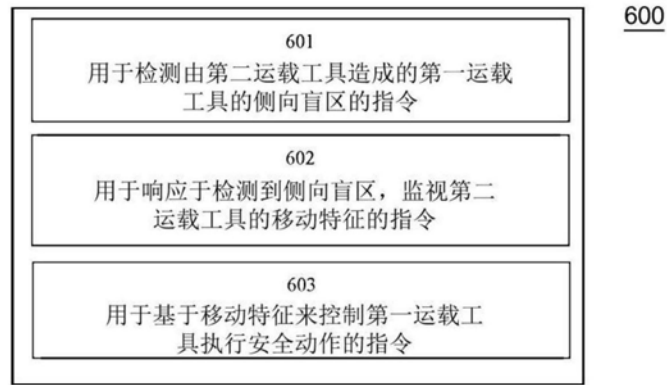 600
601
用于检测由第二运载工具造成的第一运载
工具的侧向盲区的指令
602
用于响应于检测到侧向盲区，监视第二
运载工具的移动特征的指令
603
用于基于移动特征来控制第一运载工
具执行安全动作的指令